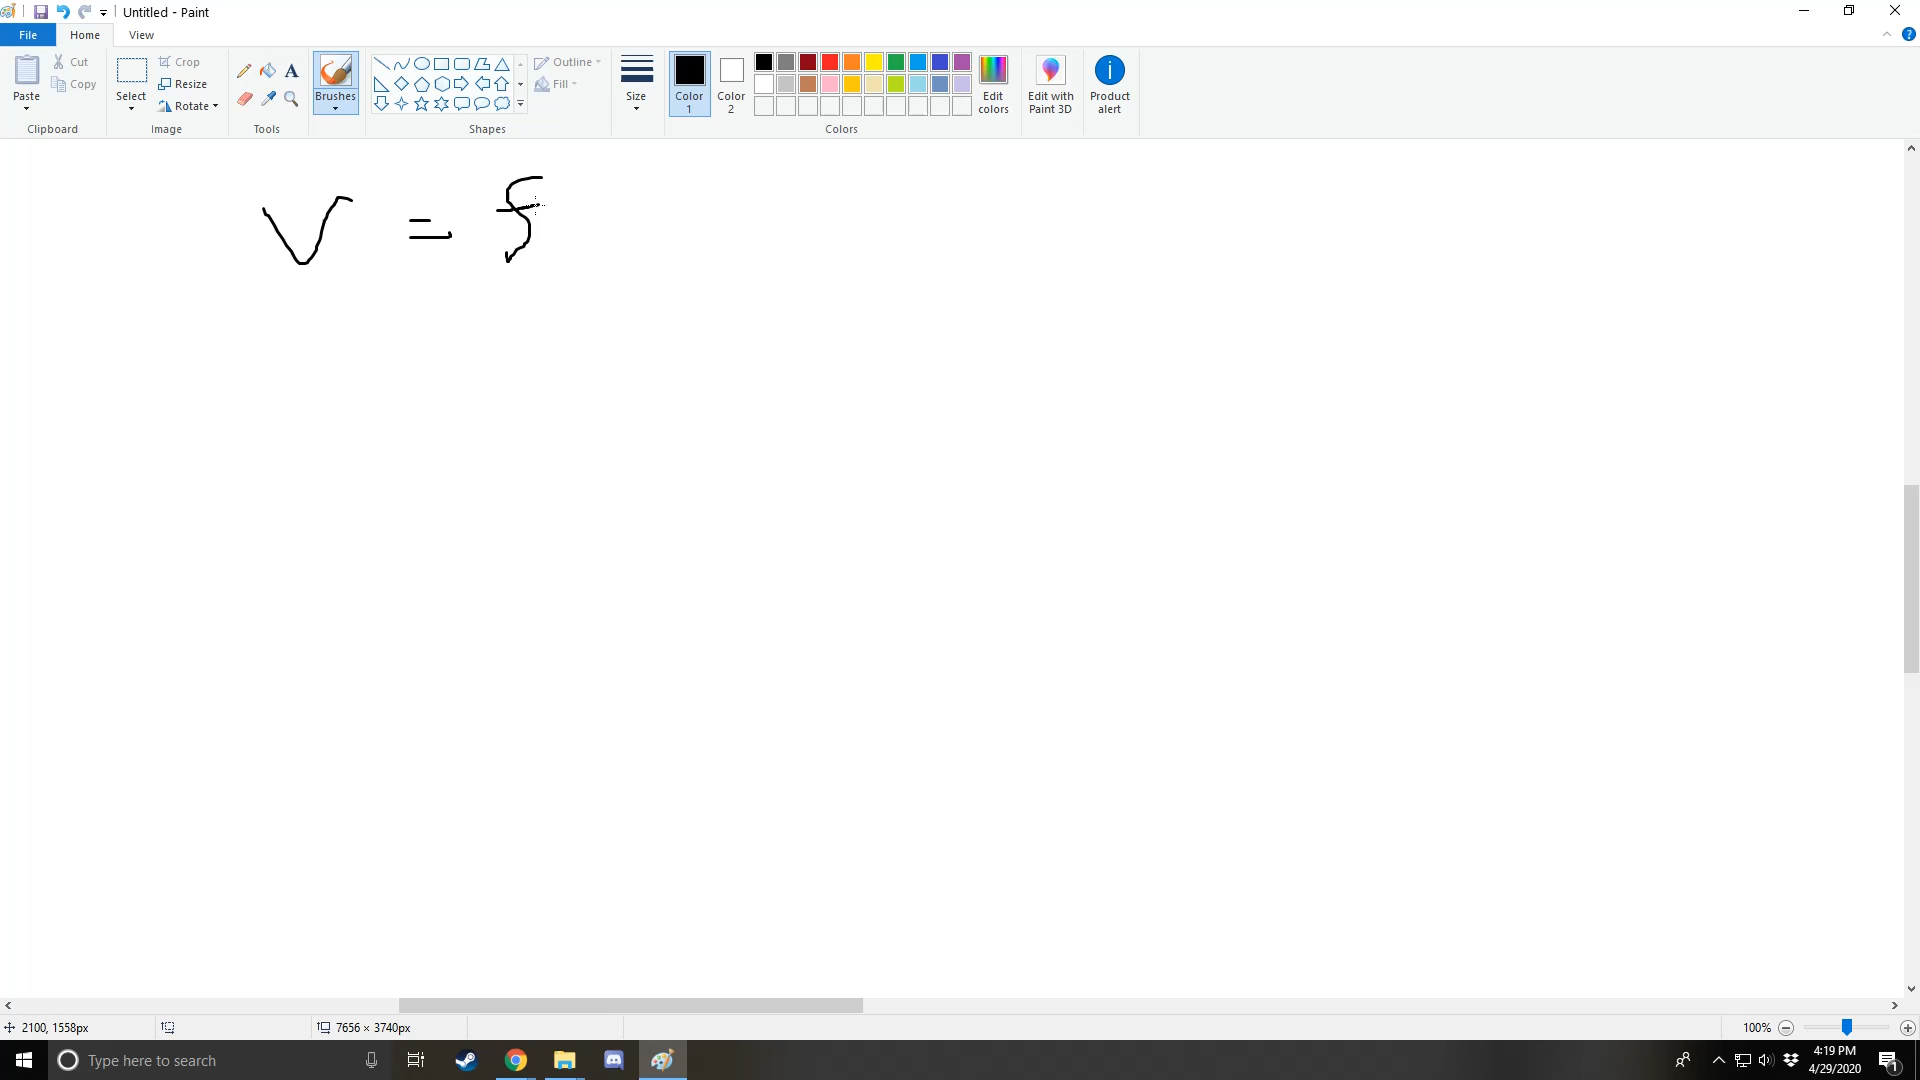 Untitled - Paint
File Home View
Paste Cut Copy Clipboard
Select Crop Resize Rotate Image
Tools
Brushes
Shapes
Outline Fill
Size
Color 1
Color 2
Edit colors
Colors
Edit with Paint 3D
Product alert
V = f
2100, 1558px
7656 × 3740px
100%
Type here to search
4:19 PM
4/29/2020
1